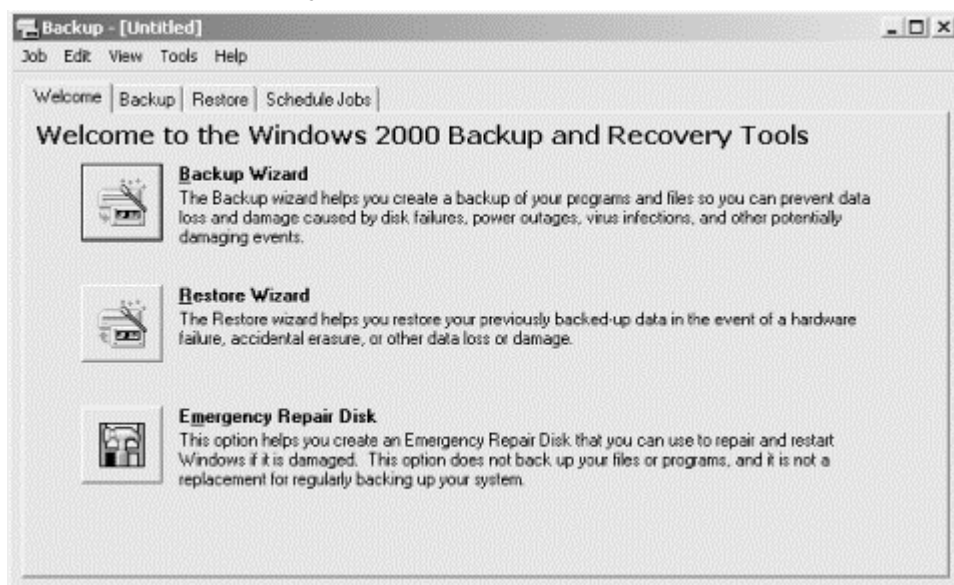 Backup - [Untitled]
Job Edit View Tools Help
Welcome Backup Restore Schedule Jobs
Welcome to the Windows 2000 Backup and Recovery Tools
Backup Wizard
The Backup wizard helps you create a backup of your programs and files so you can prevent data
loss and damage caused by disk failures, power outages, virus infections, and other potentially
damaging events.
Restore Wizard
The Restore wizard helps you restore your previously backed-up data in the event of a hardware
failure, accidental erasure, or other data loss or damage.
Emergency Repair Disk
This option helps you create an Emergency Repair Disk that you can use to repair and restart
Windows if it is damaged. This option does not back up your files or programs, and it is not a
replacement for regularly backing up your system.